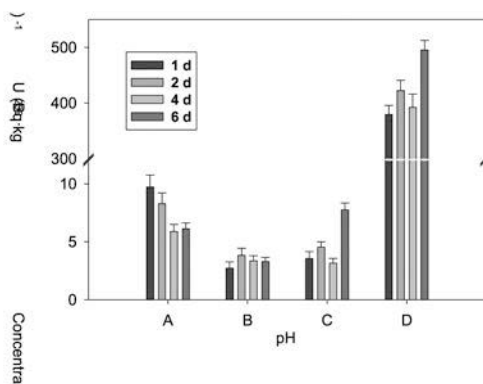 )⁻¹
U (Bq·kg
Concentra
500
400
300
10
5
0
1 d
2 d
4 d
6 d
A B C D
pH